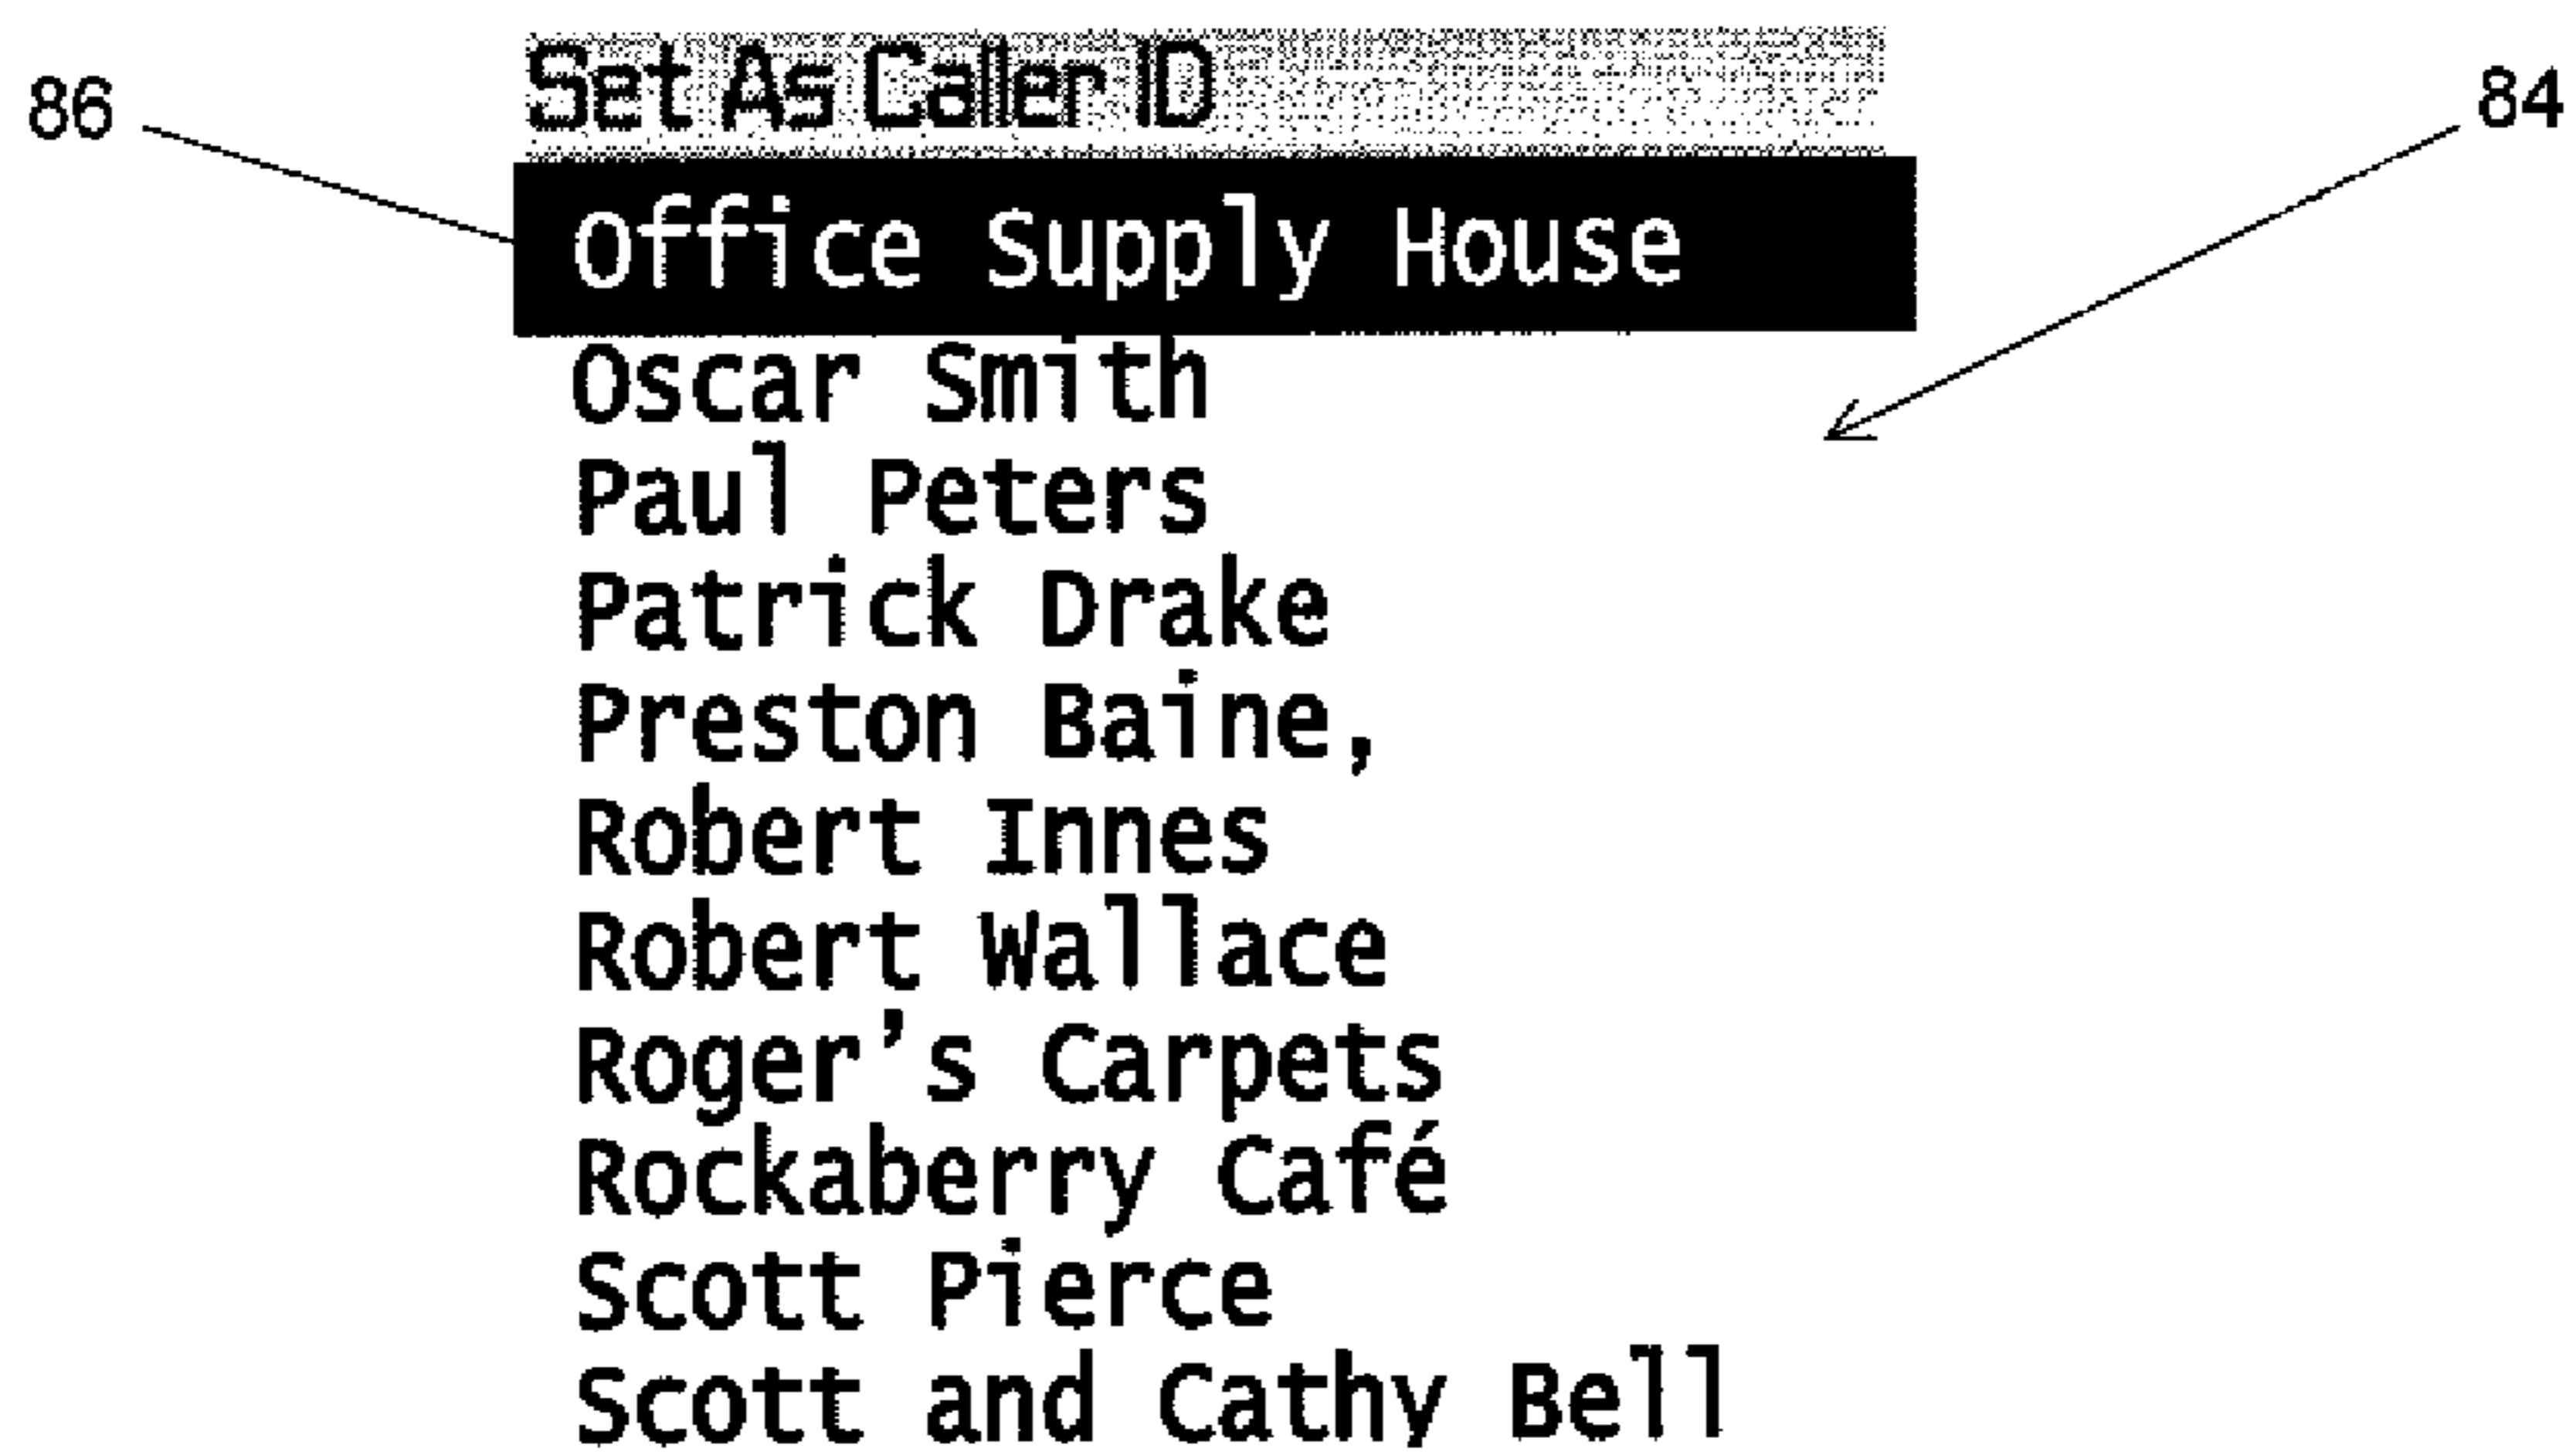 Set As Caller ID
86
84
Office Supply House
Oscar Smith
Paul Peters
Patrick Drake
Preston Baine,
Robert Innes
Robert Wallace
Roger’s Carpets
Rockaberry Café
Scott Pierce
Scott and Cathy Bell